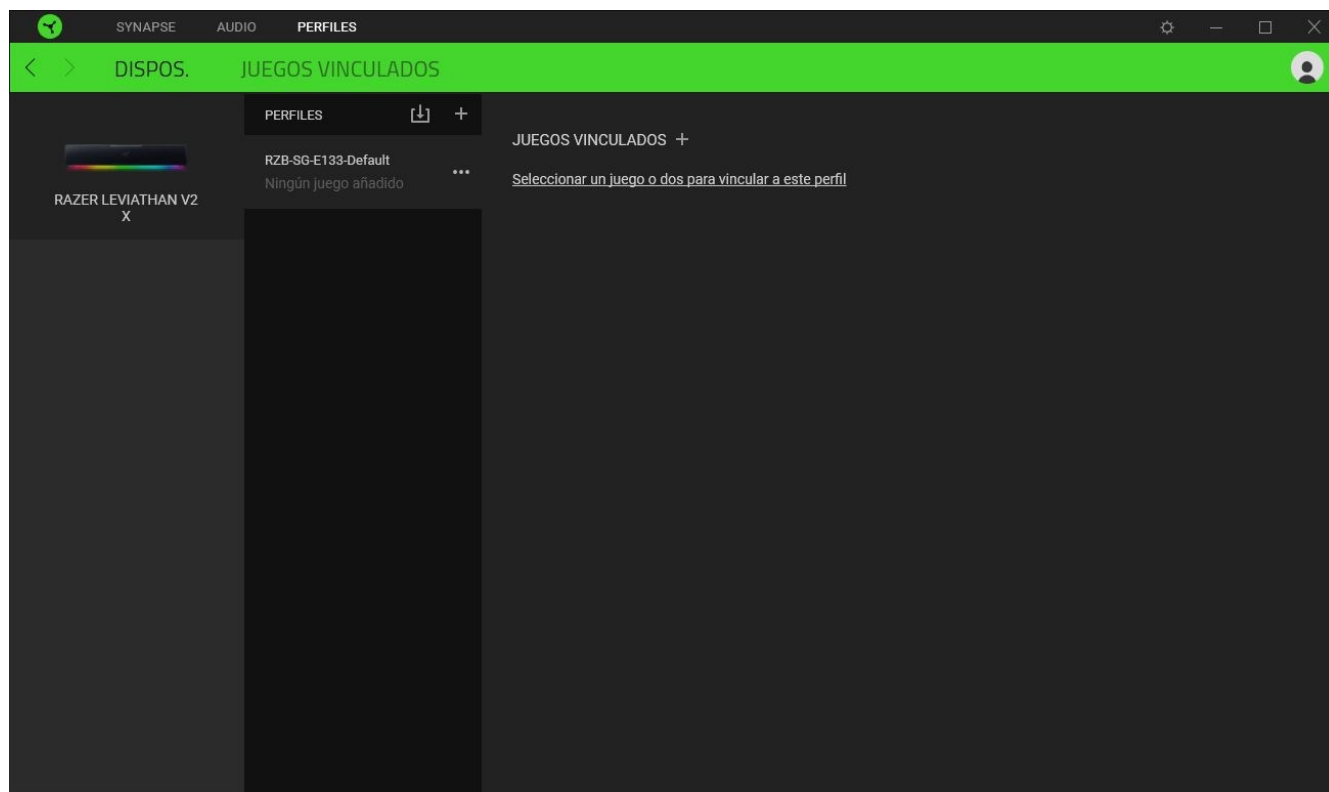 SYNAPSE AUDIO PERFILES
DISPOS. JUEGOS VINCULADOS
RAZER LEVIATHAN V2
X
PERFILES
RZB-SG-E133-Default
Ningún juego añadido
JUEGOS VINCULADOS
Seleccionar un juego o dos para vincular a este perfil